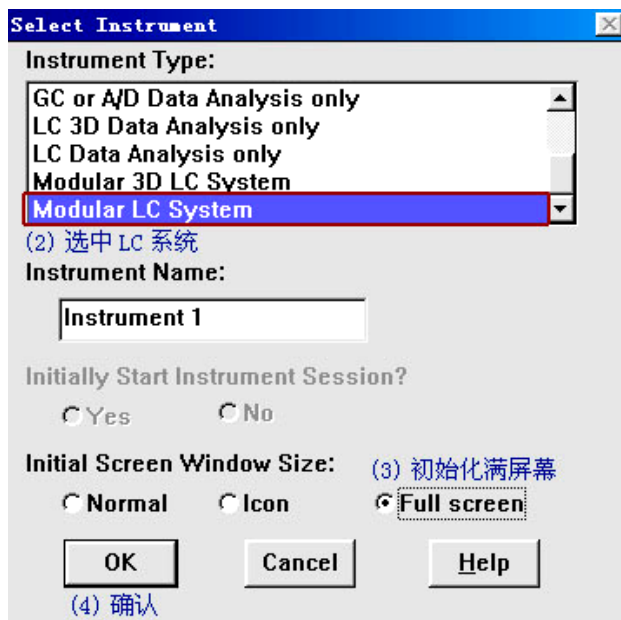 Select Instrument
Instrument Type:
GC or A/D Data Analysis only
LC 3D Data Analysis only
LC Data Analysis only
Modular 3D LC System
Modular LC System
(2) 选中 LC 系统
Instrument Name:
Instrument 1
Initially Start Instrument Session?
Yes No
Initial Screen Window Size: (3) 初始化满屏幕
Normal Icon Full screen
OK Cancel Help
(4) 确认